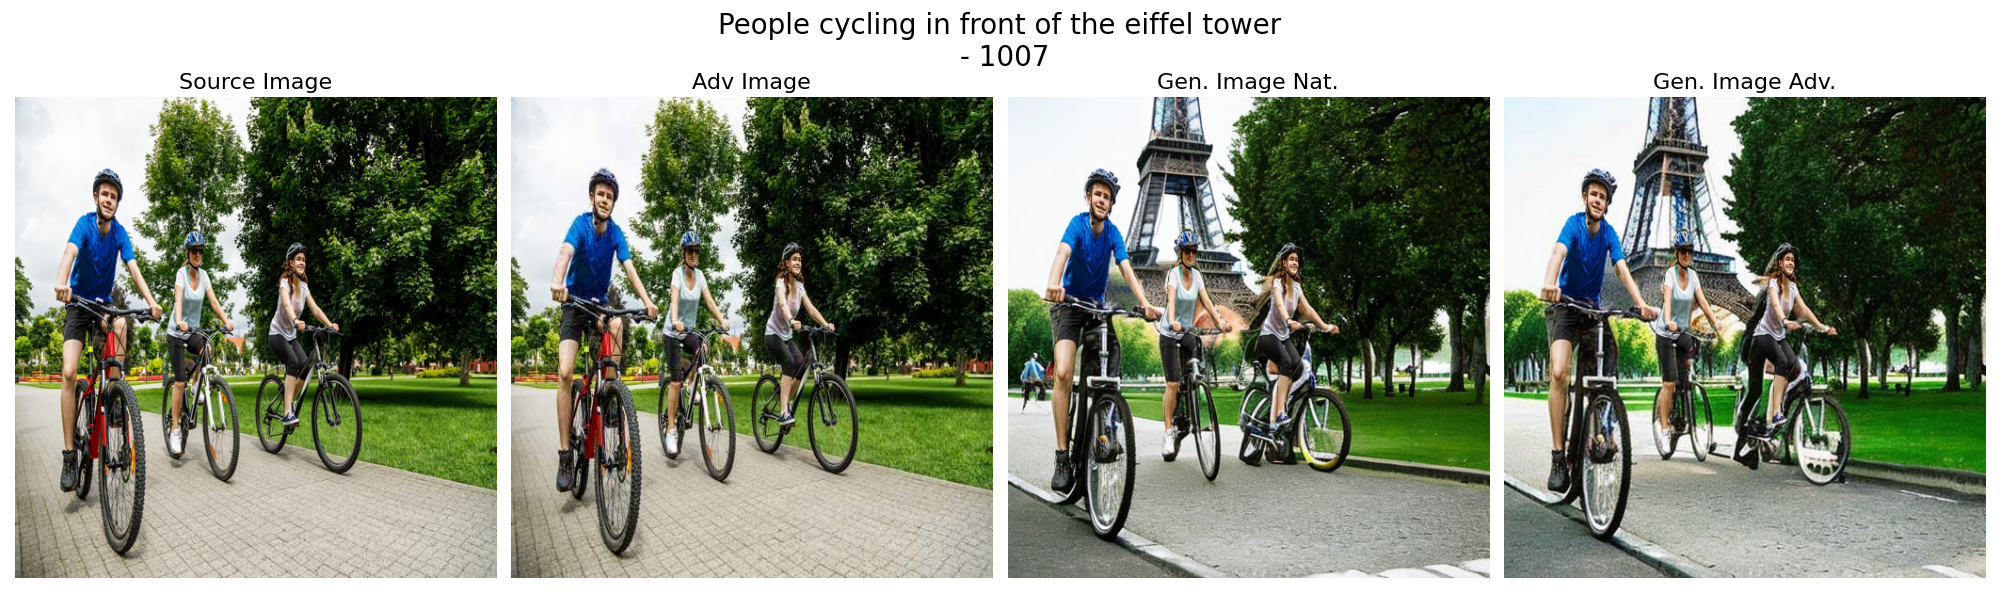 People cycling in front of the eiffel tower
- 1007
Source Image
Adv Image
Gen. Image Nat.
Gen. Image Adv.